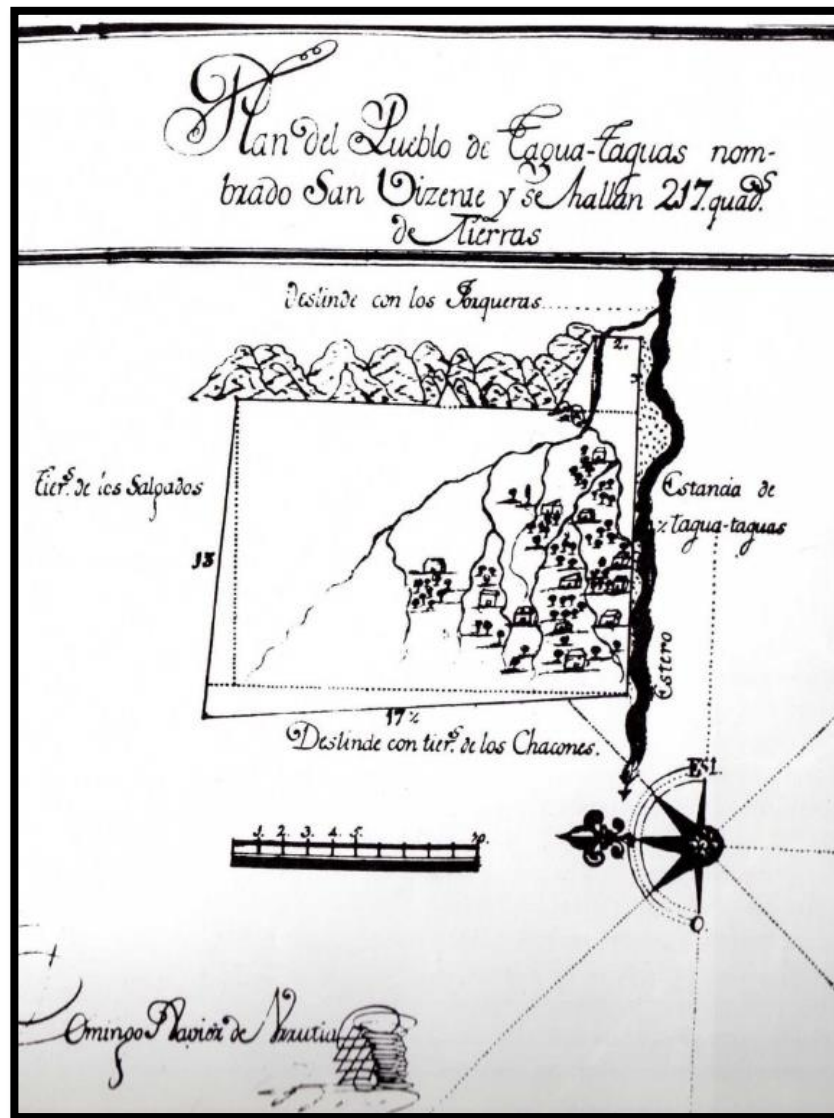 Plan del Pueblo de Tagua-Taguas nom-
brado San Vizente y se hallan 217. quad.s
de Tierras
Deslinde con los Jorqueras
2.
4
Tier.s de los Salgados
Estancia de
Tagua-taguas
13
Estero
17 ½
Deslinde con tier.s de los Chacones.
EST.
1. 2. 3. 4. 5. 10.
O.
Domingo Xavier de Urrutia